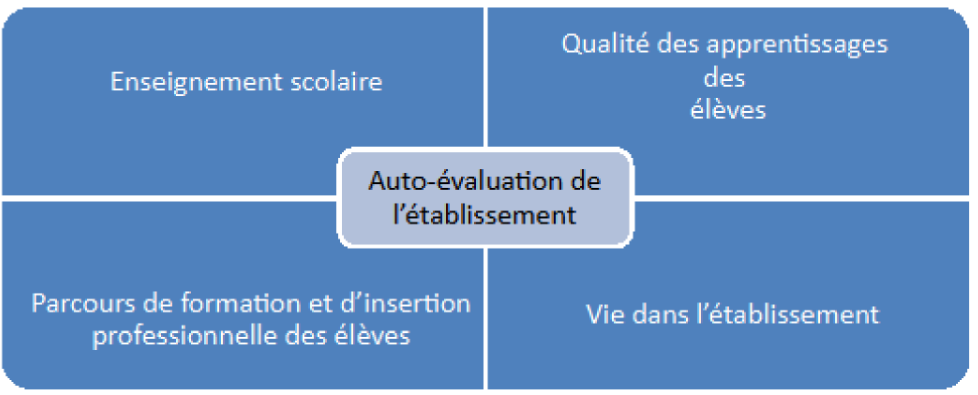 Enseignement scolaire
Qualité des apprentissages
des
élèves
Auto-évaluation de
l’établissement
Parcours de formation et d’insertion
professionnelle des élèves
Vie dans l’établissement